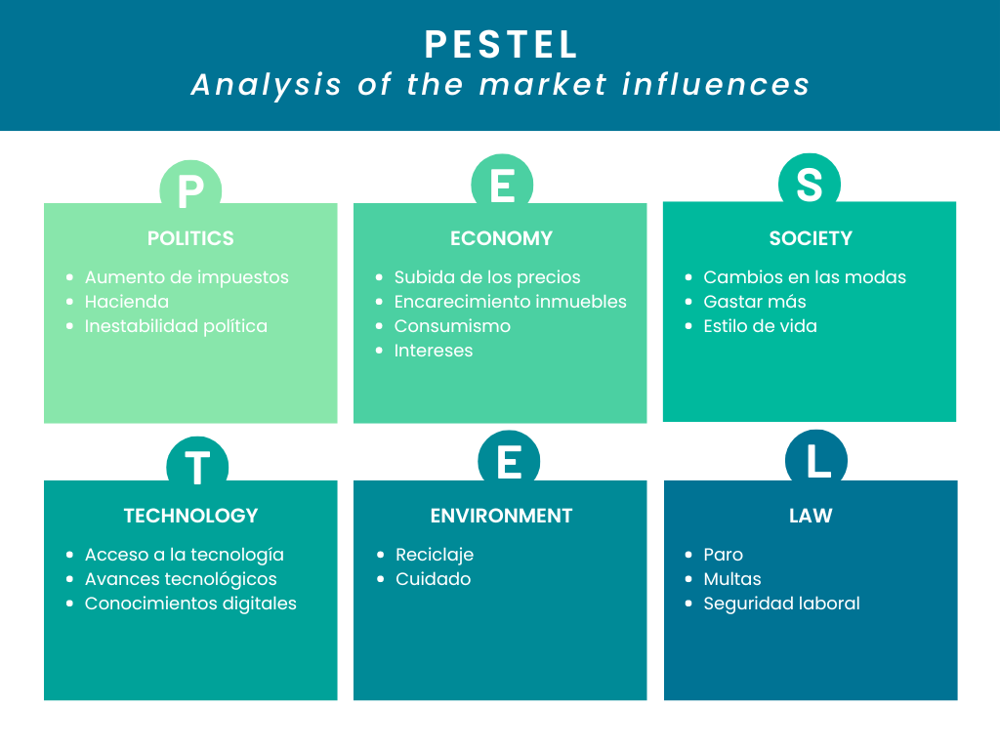 PESTEL
Analysis of the market influences
P
POLITICS
• Aumento de impuestos
• Hacienda
• Inestabilidad política
E
ECONOMY
• Subida de los precios
• Encarecimiento inmuebles
• Consumismo
• Intereses
S
SOCIETY
• Cambios en las modas
• Gastar más
• Estilo de vida
T
TECHNOLOGY
• Acceso a la tecnología
• Avances tecnológicos
• Conocimientos digitales
E
ENVIRONMENT
• Reciclaje
• Cuidado
L
LAW
• Paro
• Multas
• Seguridad laboral